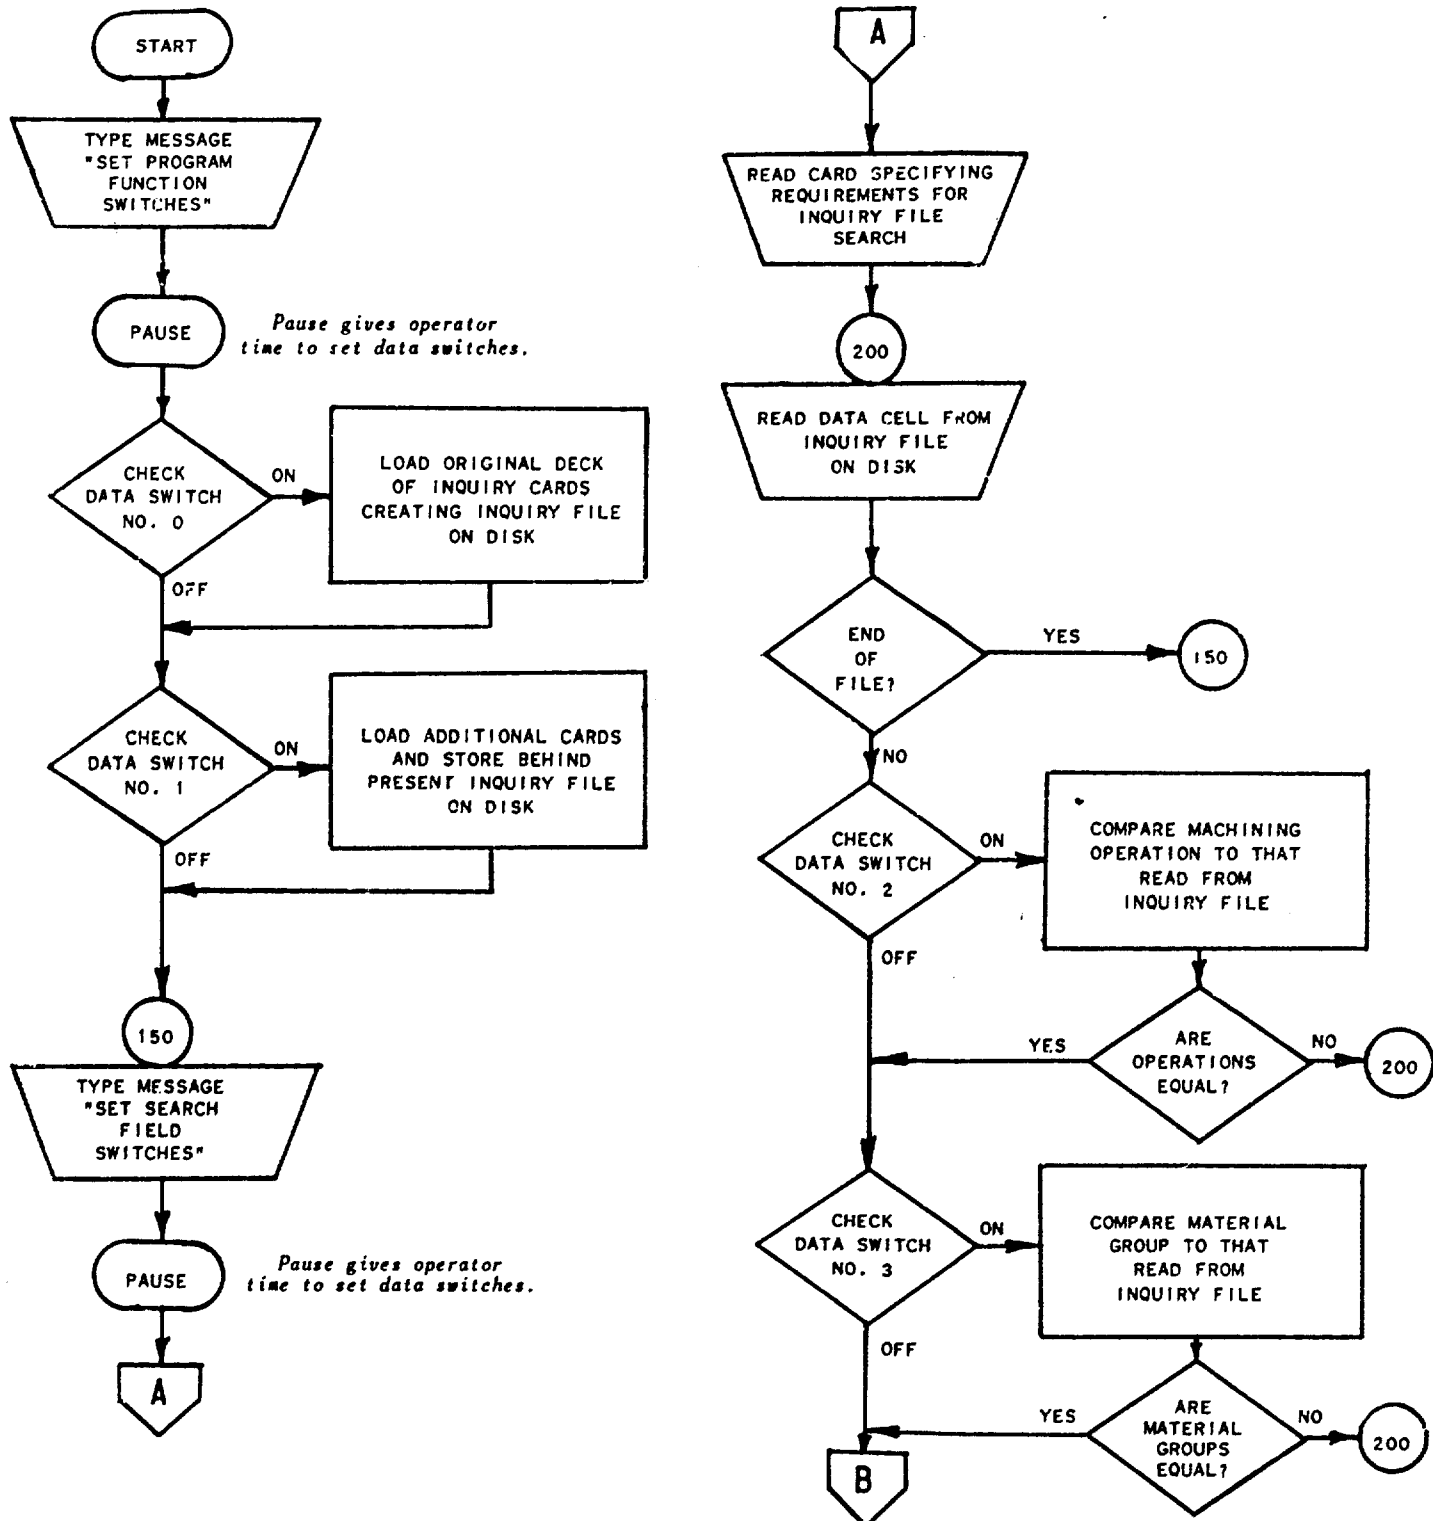 START
TYPE MESSAGE
"SET PROGRAM
FUNCTION
SWITCHES"
PAUSE
Pause gives operator
time to set data switches.
CHECK
DATA SWITCH
NO. 0
ON
OFF
LOAD ORIGINAL DECK
OF INQUIRY CARDS
CREATING INQUIRY FILE
ON DISK
CHECK
DATA SWITCH
NO. 1
ON
OFF
LOAD ADDITIONAL CARDS
AND STORE BEHIND
PRESENT INQUIRY FILE
ON DISK
150
TYPE MESSAGE
"SET SEARCH
FIELD
SWITCHES"
PAUSE
Pause gives operator
time to set data switches.
A
A
READ CARD SPECIFYING
REQUIREMENTS FOR
INQUIRY FILE
SEARCH
200
READ DATA CELL FROM
INQUIRY FILE
ON DISK
END
OF
FILE?
YES
150
NO
CHECK
DATA SWITCH
NO. 2
ON
OFF
COMPARE MACHINING
OPERATION TO THAT
READ FROM
INQUIRY FILE
ARE
OPERATIONS
EQUAL?
YES
NO
200
CHECK
DATA SWITCH
NO. 3
ON
OFF
COMPARE MATERIAL
GROUP TO THAT
READ FROM
INQUIRY FILE
ARE
MATERIAL
GROUPS
EQUAL?
YES
NO
200
B